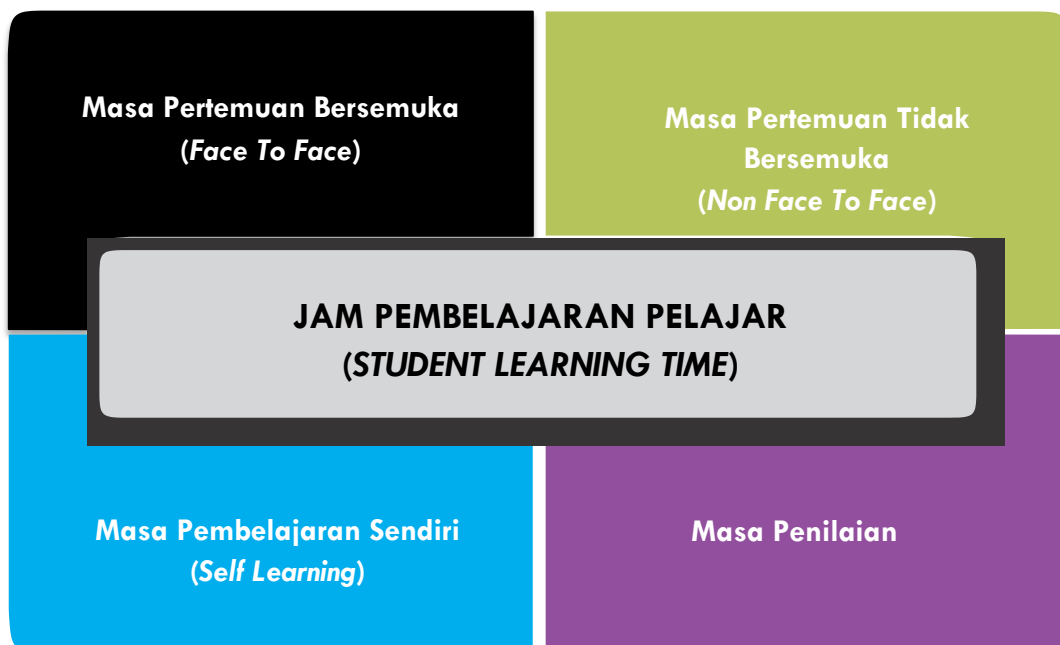 Masa Pertemuan Bersemuka
(Face To Face)
Masa Pertemuan Tidak
Bersemuka
(Non Face To Face)
JAM PEMBELAJARAN PELAJAR
(STUDENT LEARNING TIME)
Masa Pembelajaran Sendiri
(Self Learning)
Masa Penilaian